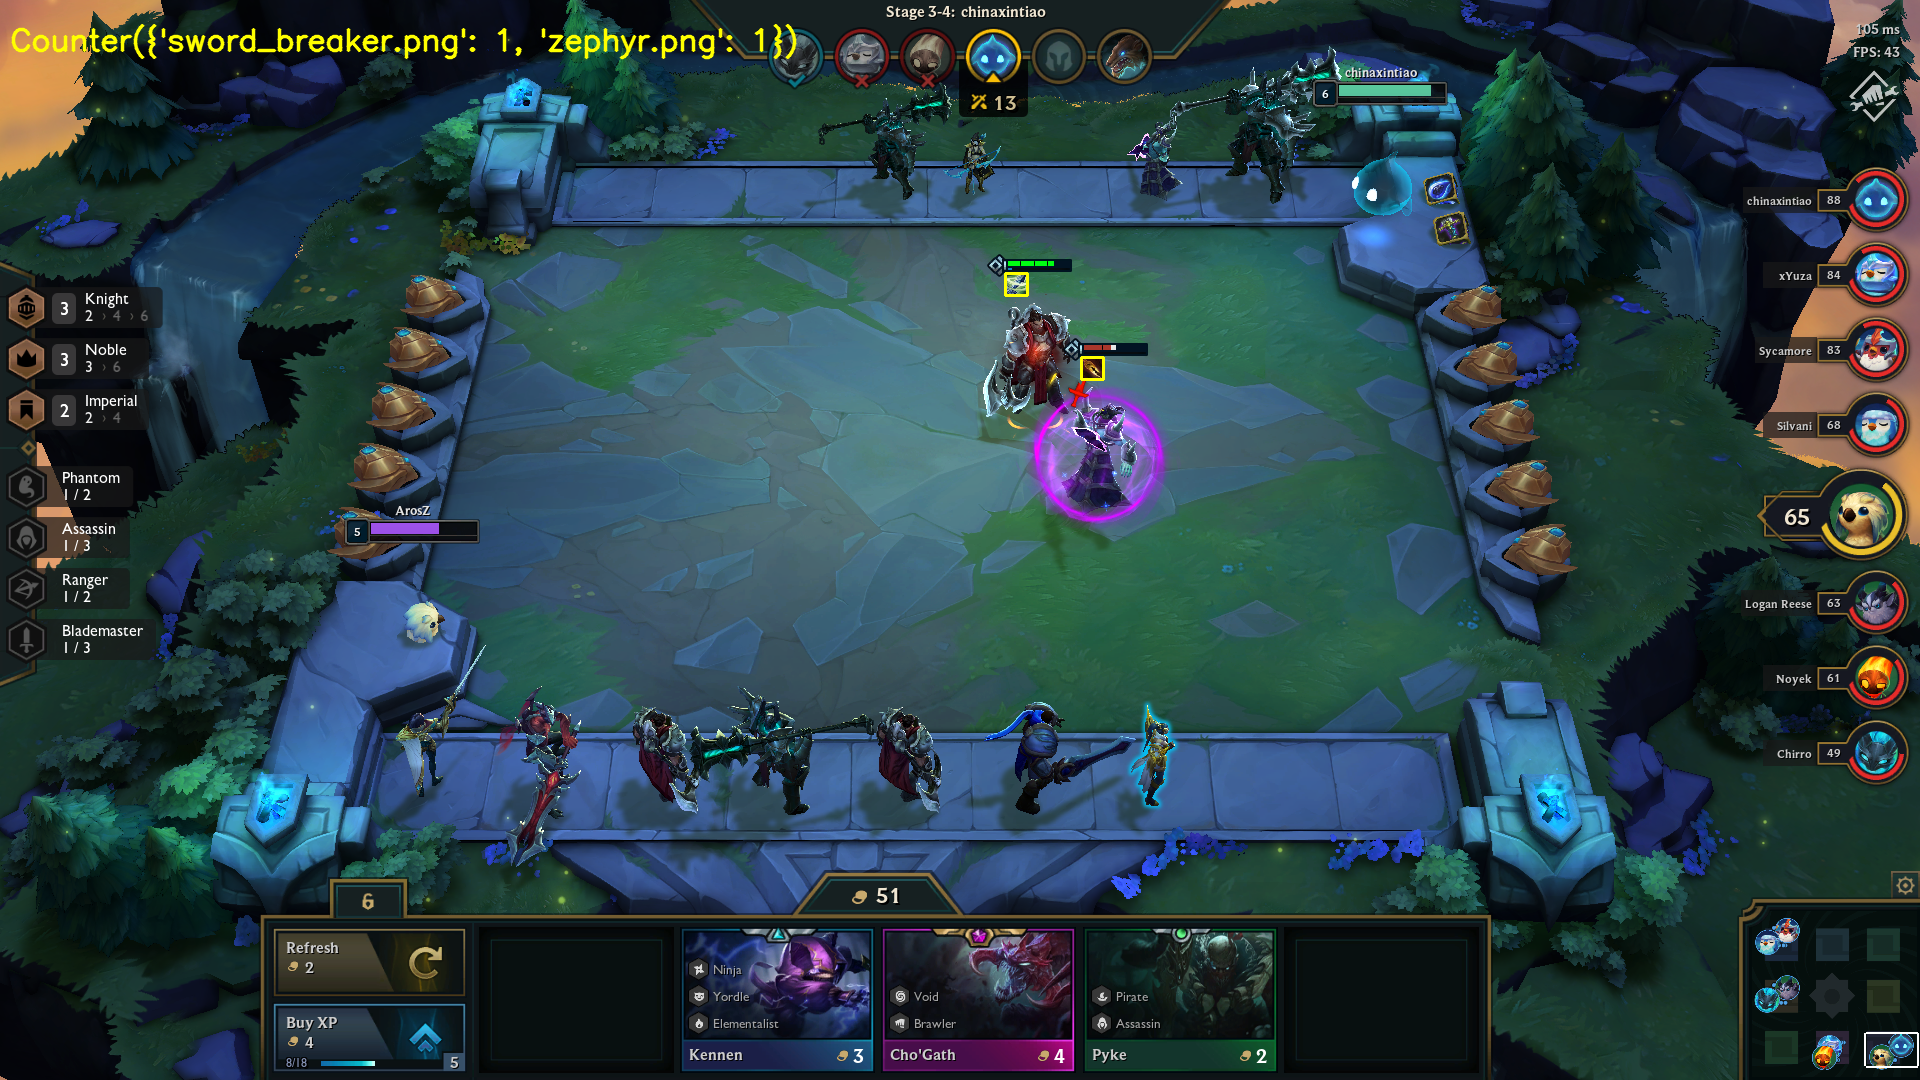 Stage 3-4: chinaxintiao
Counter({'sword_breaker.png': 1, 'zephyr.png': 1})
105 ms
FPS: 43
13
chinaxintiao
6
chinaxintiao 88
xYuza 84
Sycamore 83
Silvani 68
65
Logan Reese 63
Noyek 61
Chirro 49
3 Knight
2 › 4 › 6
3 Noble
3 › 6
2 Imperial
2 › 4
Phantom
1 / 2
Assassin
1 / 3
Ranger
1 / 2
Blademaster
1 / 3
ArosZ
5
6
51
Refresh
2
Buy XP
4
8/18
5
Ninja
Yordle
Elementalist
Kennen 3
Void
Brawler
Cho'Gath 4
Pirate
Assassin
Pyke 2